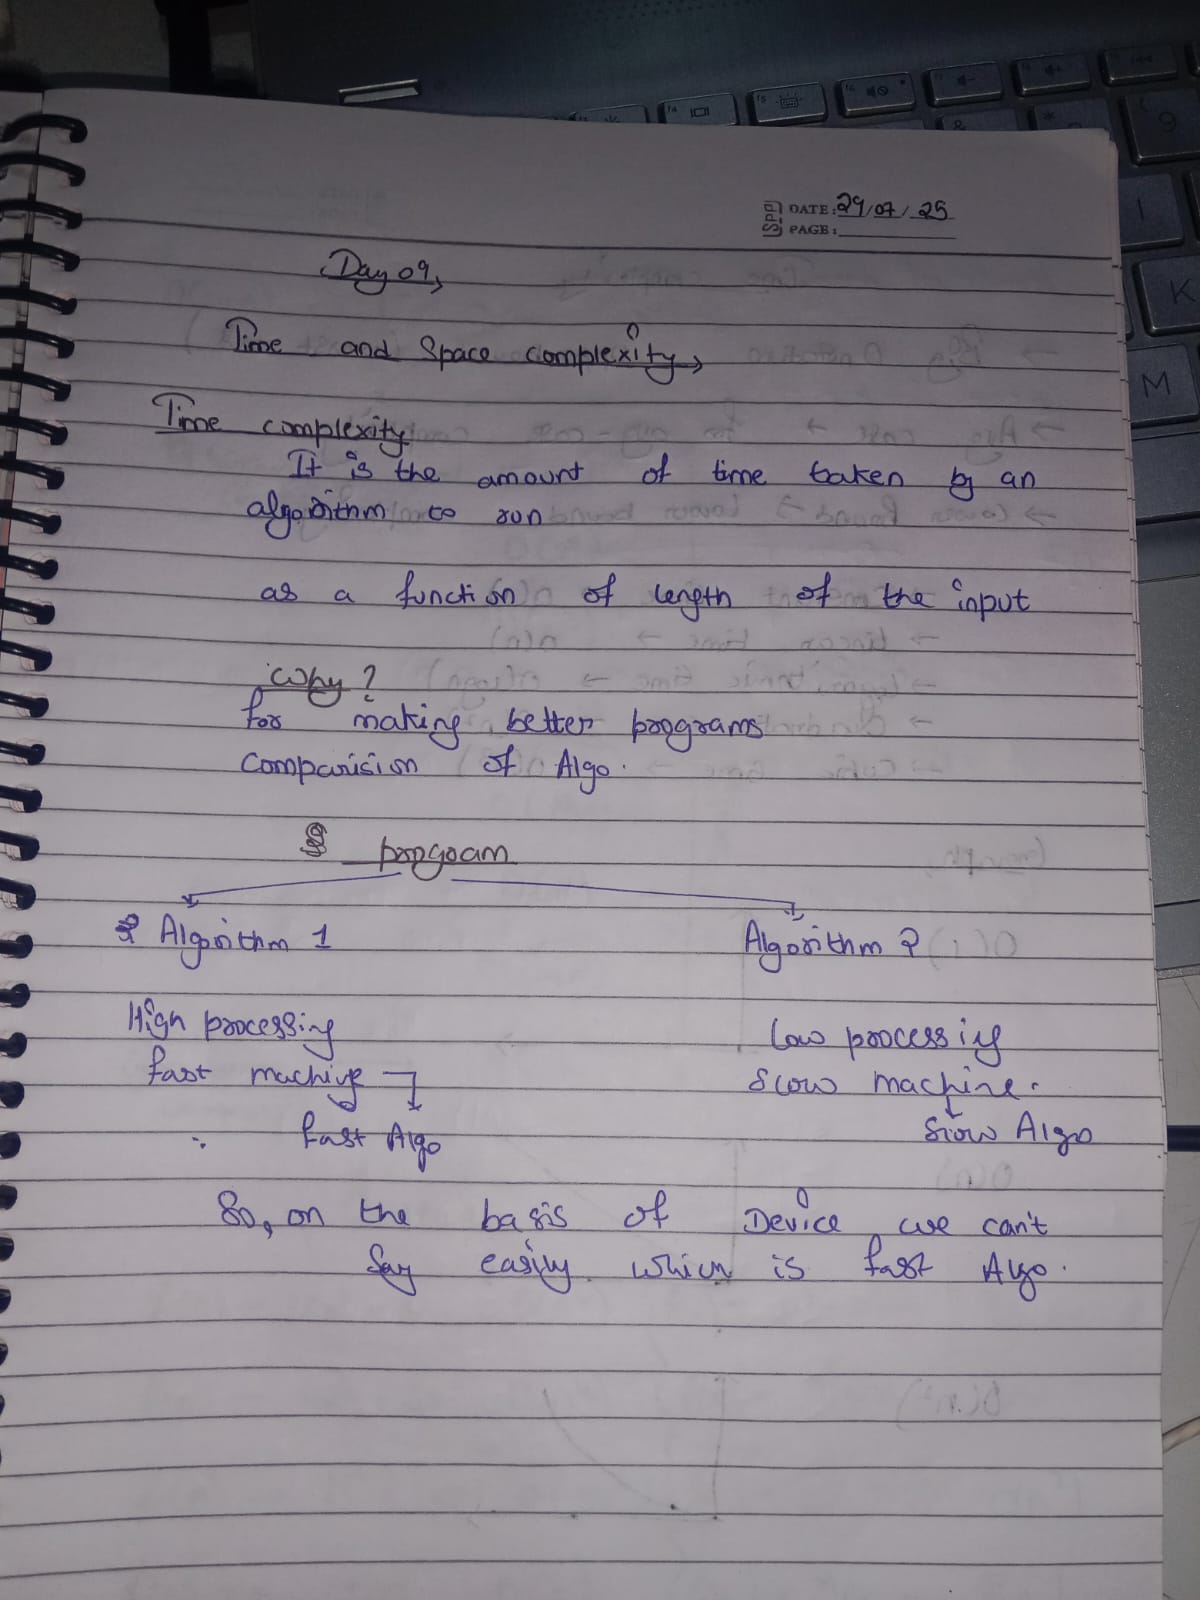 SPD DATE: 29/07/25
PAGE:
Day 09,
Time and Space complexity,
Time complexity
It is the amount of time taken by an
algorithm to run
as a function of length of the input
Why?
for making better programs
Comparision of Algo.
program
Algorithm 1 Algorithm 2
High processing Low processing
fast machine Slow machine.
∴ fast Algo Slow Algo
So, on the basis of Device we can't
Say easily which is fast Algo.